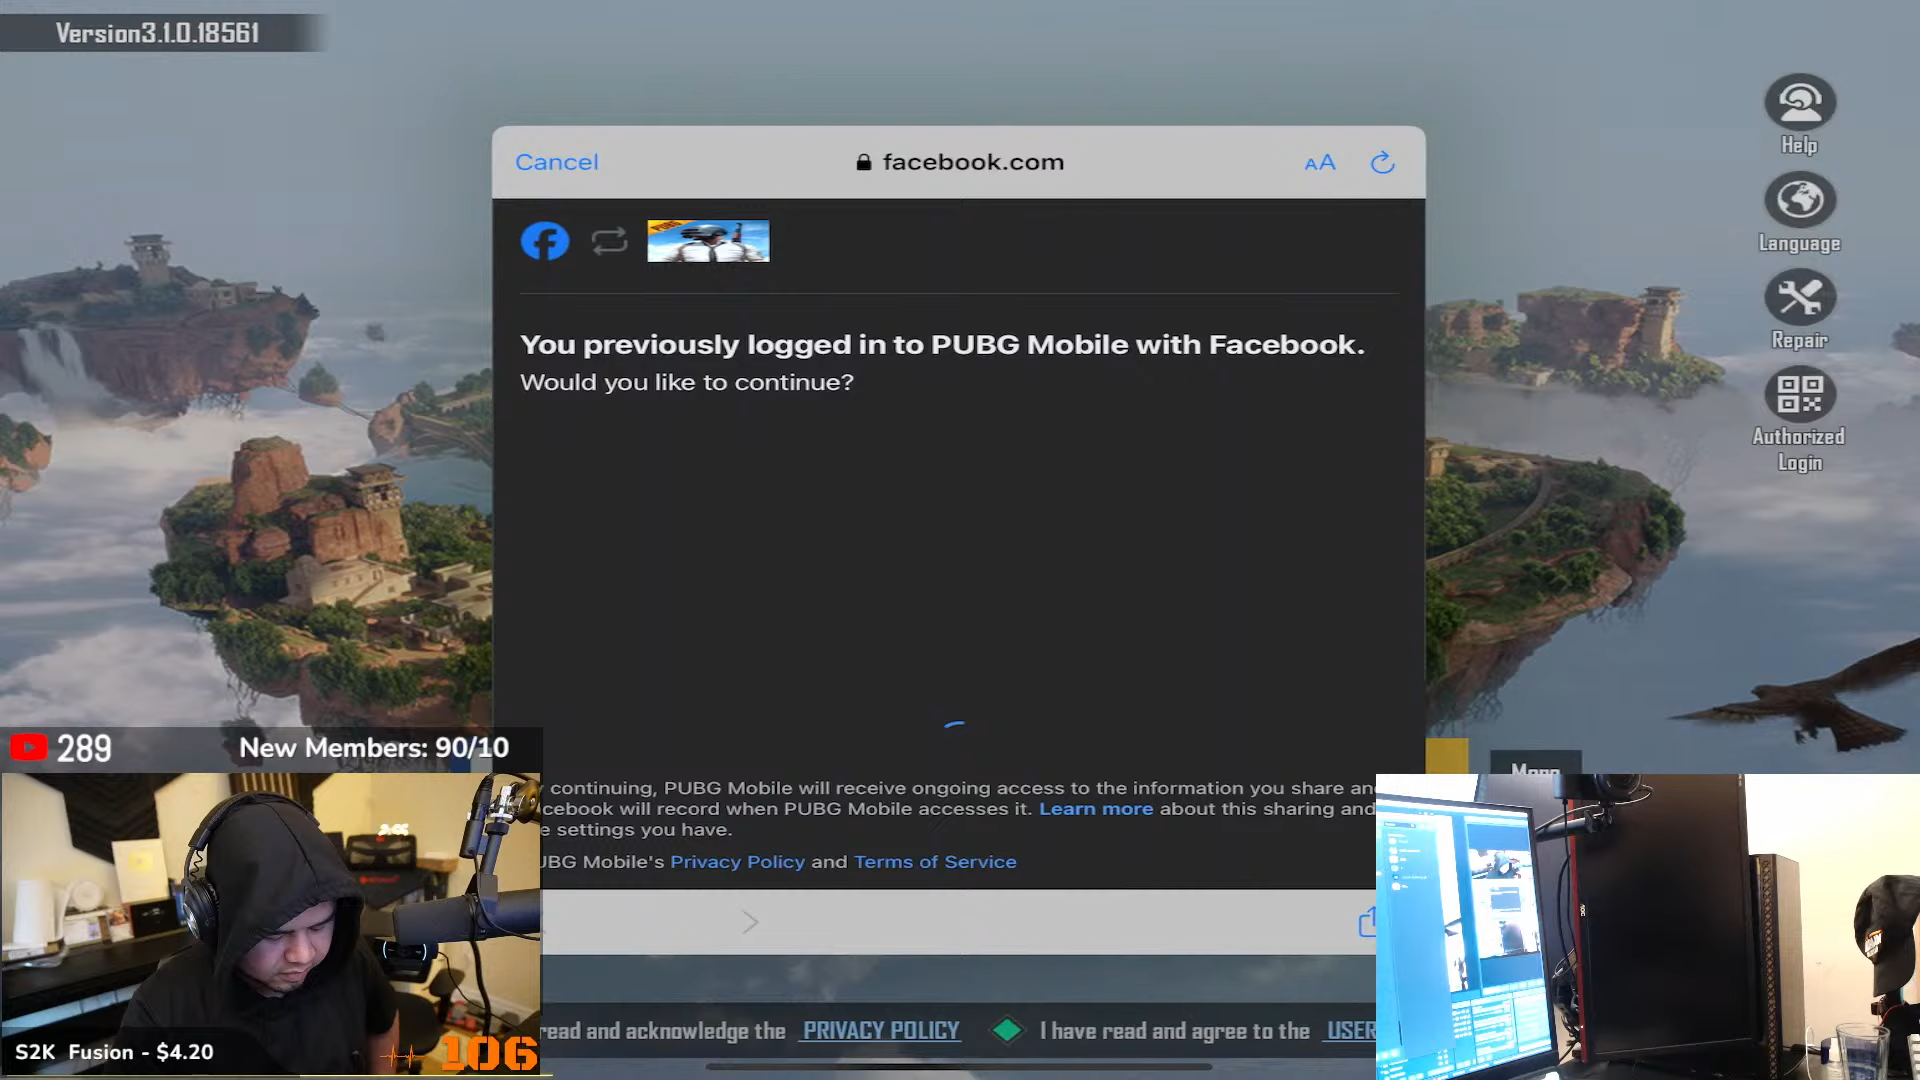 Version3.1.0.18561
Help
Language
Repair
Authorized
Login
Cancel
facebook.com
AA
PUBG
You previously logged in to PUBG Mobile with Facebook.
Would you like to continue?
continuing, PUBG Mobile will receive ongoing access to the information you share an
cebook will record when PUBG Mobile accesses it. Learn more about this sharing and
e settings you have.
UBG Mobile's Privacy Policy and Terms of Service
289
New Members: 90/10
More
read and acknowledge the PRIVACY POLICY
I have read and agree to the USER
S2K Fusion - $4.20
106